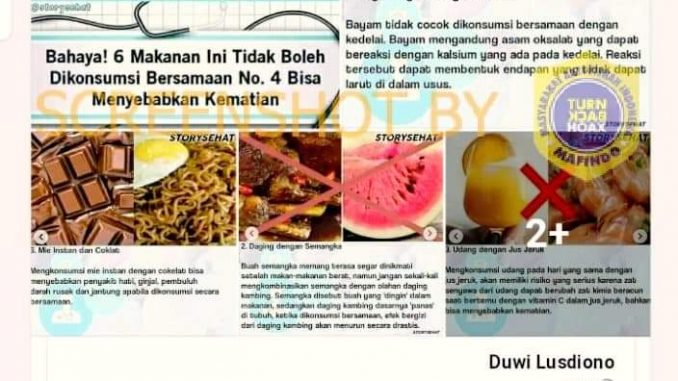 @storysehat
Bahaya! 6 Makanan Ini Tidak Boleh
Dikonsumsi Bersamaan No. 4 Bisa
Menyebabkan Kematian
Bayam tidak cocok dikonsumsi bersamaan dengan
kedelai. Bayam mengandung asam oksalat yang dapat
bereaksi dengan kalsium yang ada pada kedelai. Reaksi
tersebut dapat membentuk endapan yang tidak dapat
larut di dalam usus.
SCREENSHOT BY
MASYARAKAT ANTI FITNAH INDONESIA
TURN
BACK
HOAX
MAFINDO
STORYSEHAT
STORYSEHAT
STORYSEHAT
1. Mie Instan dan Coklat
Mengkonsumsi mie instan dengan cokelat bisa
menyebabkan penyakit hati, ginjal, pembuluh
darah rusak dan jantung apabila dikonsumsi secara
bersamaan.
2. Daging dengan Semangka
Buah semangka memang terasa segar dinikmati
setelah makan-makanan berat, namun jangan sekali-kali
mengkombinasikan semangka dengan olahan daging
kambing. Semangka disebut buah yang 'dingin' dalam
makanan, sedangkan daging kambing dasarnya 'panas'
di tubuh, ketika dikonsumsi bersamaan, efek bergizi
dari daging kambing akan menurun secara drastis.
STORYSEHAT
2+
3. Udang dengan Jus Jeruk
Mengkonsumsi udang pada hari yang sama dengan
jus jeruk, akan memiliki risiko yang serius karena zat
senyawa dari udang dapat berubah zat kimia beracun
saat bertemu dengan vitamin C dalam jus jeruk, bahkan
bisa menyebabkan kematian.
Duwi Lusdiono